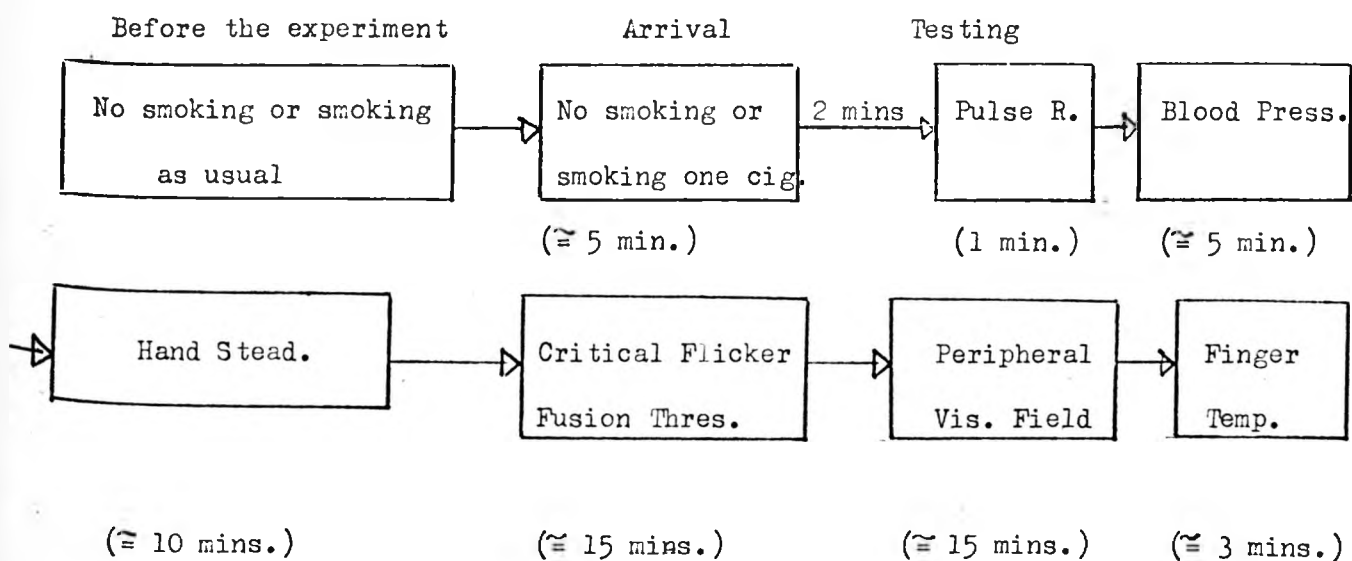 Before the experiment Arrival Testing
No smoking or smoking No smoking or 2 mins Pulse R. Blood Press.
as usual smoking one cig.
(≅ 5 min.) (1 min.) (≅ 5 min.)
Hand Stead. Critical Flicker Peripheral Finger
Fusion Thres. Vis. Field Temp.
(≅ 10 mins.) (≅ 15 mins.) (≅ 15 mins.) (≅ 3 mins.)